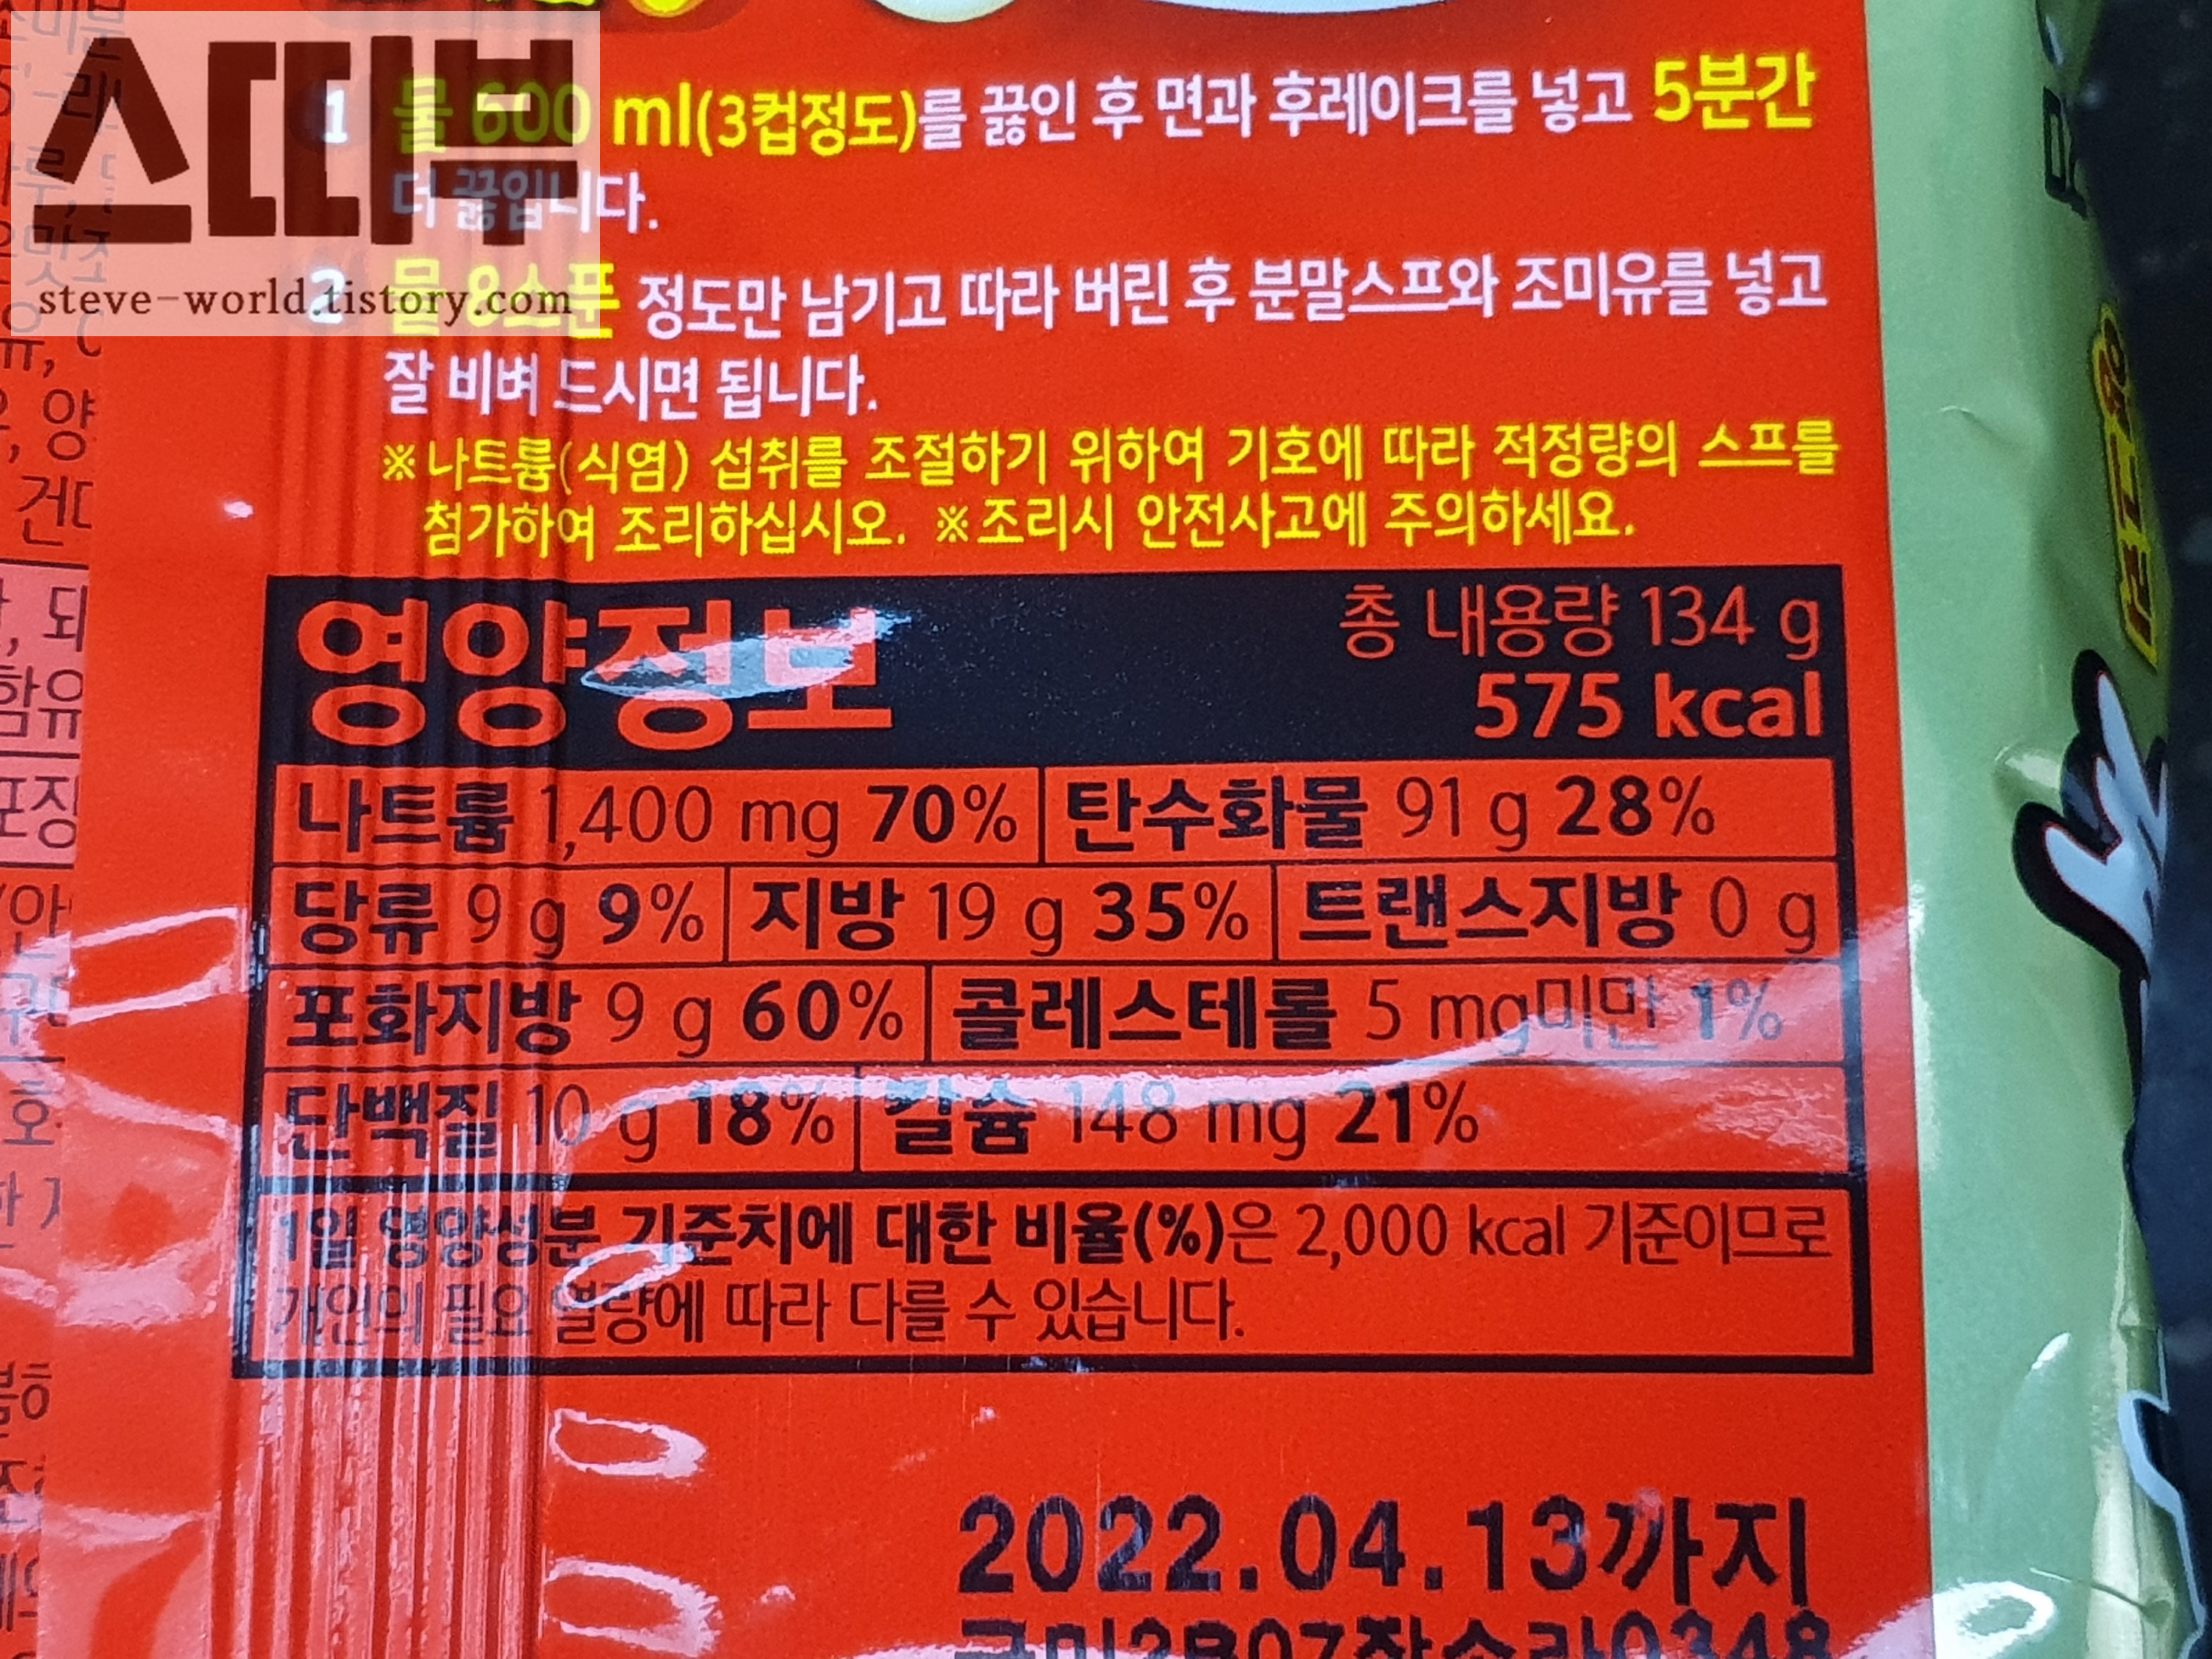 스띠부
steve-world.tistory.com
1 물 600 ml(3컵정도)를 끓인 후 면과 후레이크를 넣고 5분간
더 끓입니다.
2 물 8스푼 정도만 남기고 따라 버린 후 분말스프와 조미유를 넣고
잘 비벼 드시면 됩니다.
※나트륨(식염) 섭취를 조절하기 위하여 기호에 따라 적정량의 스프를
첨가하여 조리하십시오. ※조리시 안전사고에 주의하세요.
영양정보
총 내용량 134 g
575 kcal
나트륨 1,400 mg 70% 탄수화물 91 g 28%
당류 9 g 9% 지방 19 g 35% 트랜스지방 0 g
포화지방 9 g 60% 콜레스테롤 5 mg미만 1%
단백질 10 g 18% 칼슘 148 mg 21%
1일 영양성분 기준치에 대한 비율(%)은 2,000 kcal 기준이므로
개인의 필요 열량에 따라 다를 수 있습니다.
2022.04.13까지